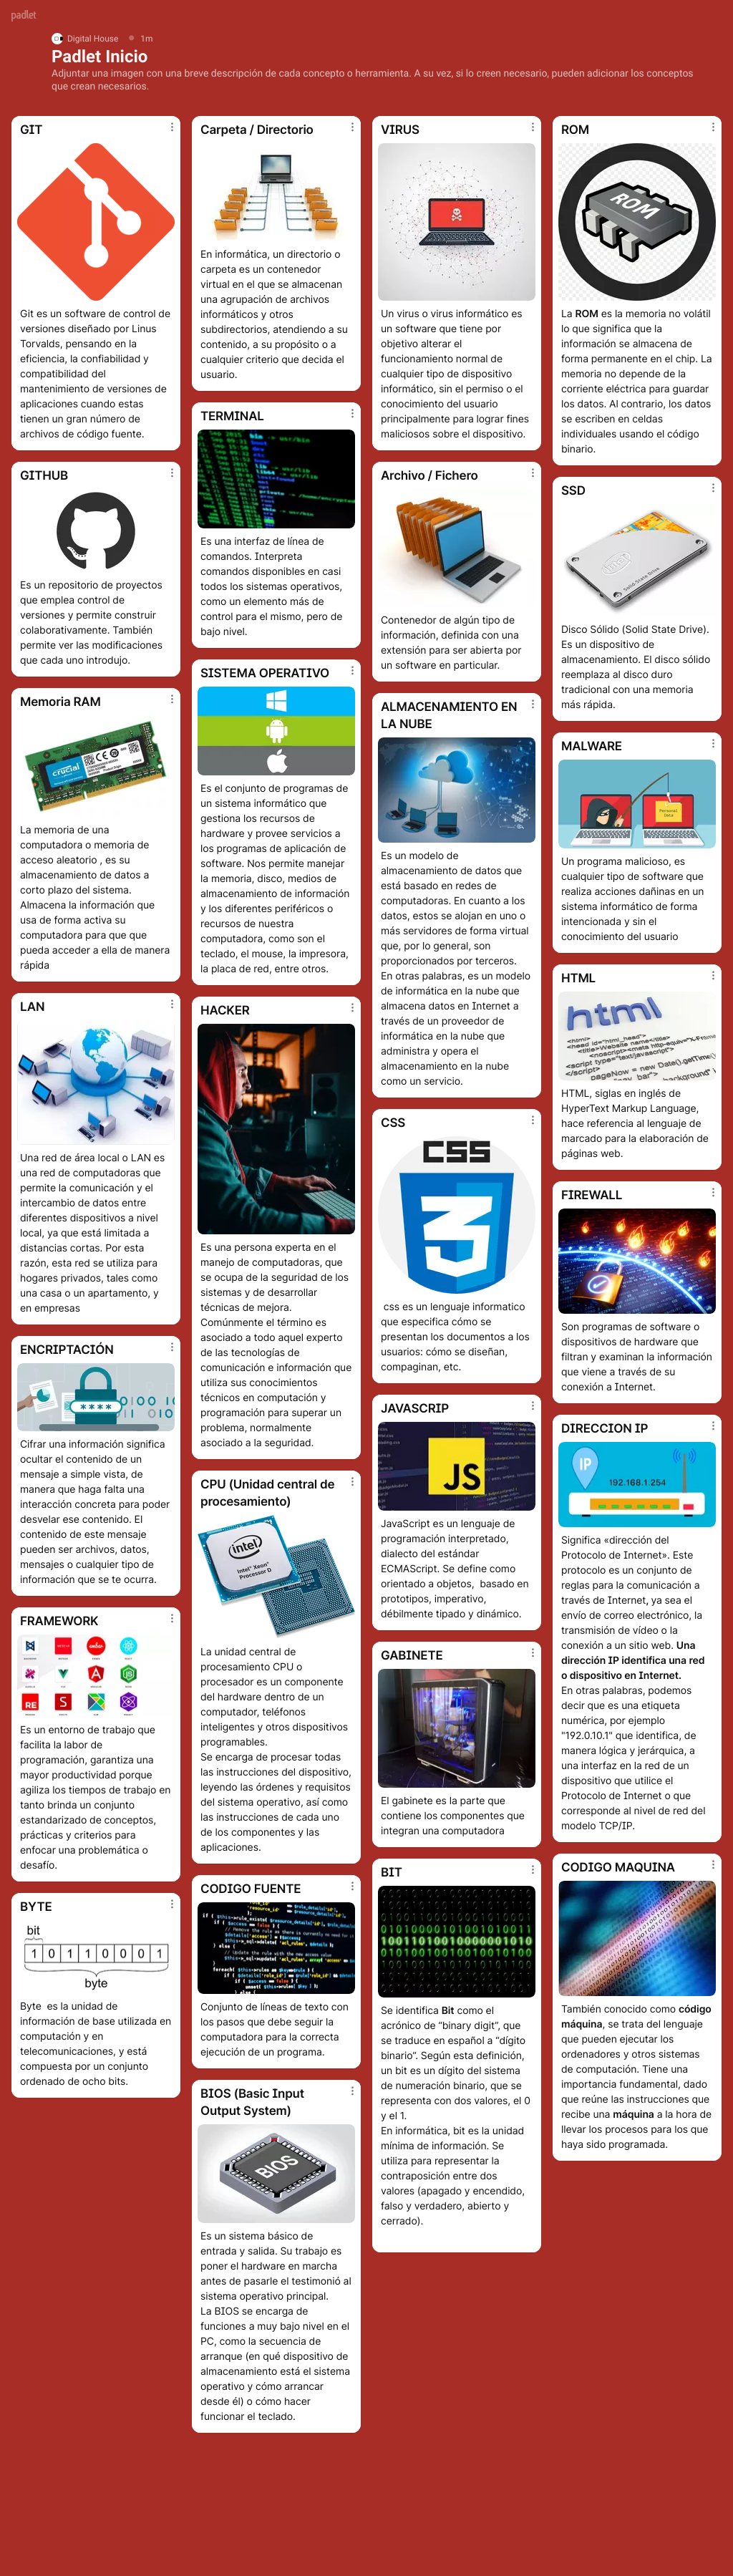 padlet
Digital House 1m
Padlet Inicio
Adjuntar una imagen con una breve descripción de cada concepto o herramienta. A su vez, si lo creen necesario, pueden adicionar los conceptos
que crean necesarios.
GIT
Git es un software de control de
versiones diseñado por Linus
Torvalds, pensando en la
eficiencia, la confiabilidad y
compatibilidad del
mantenimiento de versiones de
aplicaciones cuando estas
tienen un gran número de
archivos de código fuente.
GITHUB
Es un repositorio de proyectos
que emplea control de
versiones y permite construir
colaborativamente. También
permite ver las modificaciones
que cada uno introdujo.
Memoria RAM
crucial
La memoria de una
computadora o memoria de
acceso aleatorio , es su
almacenamiento de datos a
corto plazo del sistema.
Almacena la información que
usa de forma activa su
computadora para que que
pueda acceder a ella de manera
rápida
LAN
Una red de área local o LAN es
una red de computadoras que
permite la comunicación y el
intercambio de datos entre
diferentes dispositivos a nivel
local, ya que está limitada a
distancias cortas. Por esta
razón, esta red se utiliza para
hogares privados, tales como
una casa o un apartamento, y
en empresas
ENCRIPTACIÓN
****
Cifrar una información significa
ocultar el contenido de un
mensaje a simple vista, de
manera que haga falta una
interacción concreta para poder
desvelar ese contenido. El
contenido de este mensaje
pueden ser archivos, datos,
mensajes o cualquier tipo de
información que se te ocurra.
FRAMEWORK
RE
S
Es un entorno de trabajo que
facilita la labor de
programación, garantiza una
mayor productividad porque
agiliza los tiempos de trabajo en
tanto brinda un conjunto
estandarizado de conceptos,
prácticas y criterios para
enfocar una problemática o
desafío.
BYTE
bit
1 0 1 1 0 0 0 1
byte
Byte es la unidad de
información de base utilizada en
computación y en
telecomunicaciones, y está
compuesta por un conjunto
ordenado de ocho bits.
Carpeta / Directorio
En informática, un directorio o
carpeta es un contenedor
virtual en el que se almacenan
una agrupación de archivos
informáticos y otros
subdirectorios, atendiendo a su
contenido, a su propósito o a
cualquier criterio que decida el
usuario.
TERMINAL
Es una interfaz de línea de
comandos. Interpreta
comandos disponibles en casi
todos los sistemas operativos,
como un elemento más de
control para el mismo, pero de
bajo nivel.
SISTEMA OPERATIVO
Es el conjunto de programas de
un sistema informático que
gestiona los recursos de
hardware y provee servicios a
los programas de aplicación de
software. Nos permite manejar
la memoria, disco, medios de
almacenamiento de información
y los diferentes periféricos o
recursos de nuestra
computadora, como son el
teclado, el mouse, la impresora,
la placa de red, entre otros.
HACKER
Es una persona experta en el
manejo de computadoras, que
se ocupa de la seguridad de los
sistemas y de desarrollar
técnicas de mejora.
Comúnmente el término es
asociado a todo aquel experto
de las tecnologías de
comunicación e información que
utiliza sus conocimientos
técnicos en computación y
programación para superar un
problema, normalmente
asociado a la seguridad.
CPU (Unidad central de
procesamiento)
intel
Intel® Xeon®
Processor D
La unidad central de
procesamiento CPU o
procesador es un componente
del hardware dentro de un
computador, teléfonos
inteligentes y otros dispositivos
programables.
Se encarga de procesar todas
las instrucciones del dispositivo,
leyendo las órdenes y requisitos
del sistema operativo, así como
las instrucciones de cada uno
de los componentes y las
aplicaciones.
CODIGO FUENTE
Conjunto de líneas de texto con
los pasos que debe seguir la
computadora para la correcta
ejecución de un programa.
BIOS (Basic Input
Output System)
BIOS
Es un sistema básico de
entrada y salida. Su trabajo es
poner el hardware en marcha
antes de pasarle el testimonió al
sistema operativo principal.
La BIOS se encarga de
funciones a muy bajo nivel en el
PC, como la secuencia de
arranque (en qué dispositivo de
almacenamiento está el sistema
operativo y cómo arrancar
desde él) o cómo hacer
funcionar el teclado.
VIRUS
Un virus o virus informático es
un software que tiene por
objetivo alterar el
funcionamiento normal de
cualquier tipo de dispositivo
informático, sin el permiso o el
conocimiento del usuario
principalmente para lograr fines
maliciosos sobre el dispositivo.
Archivo / Fichero
Contenedor de algún tipo de
información, definida con una
extensión para ser abierta por
un software en particular.
ALMACENAMIENTO EN
LA NUBE
Es un modelo de
almacenamiento de datos que
está basado en redes de
computadoras. En cuanto a los
datos, estos se alojan en uno o
más servidores de forma virtual
que, por lo general, son
proporcionados por terceros.
En otras palabras, es un modelo
de informática en la nube que
almacena datos en Internet a
través de un proveedor de
informática en la nube que
administra y opera el
almacenamiento en la nube
como un servicio.
CSS
CSS
3
css es un lenguaje informatico
que especifica cómo se
presentan los documentos a los
usuarios: cómo se diseñan,
compaginan, etc.
JAVASCRIP
JS
JavaScript es un lenguaje de
programación interpretado,
dialecto del estándar
ECMAScript. Se define como
orientado a objetos, basado en
prototipos, imperativo,
débilmente tipado y dinámico.
GABINETE
El gabinete es la parte que
contiene los componentes que
integran una computadora
BIT
Se identifica Bit como el
acrónico de “binary digit”, que
se traduce en español a “dígito
binario”. Según esta definición,
un bit es un dígito del sistema
de numeración binario, que se
representa con dos valores, el 0
y el 1.
En informática, bit es la unidad
mínima de información. Se
utiliza para representar la
contraposición entre dos
valores (apagado y encendido,
falso y verdadero, abierto y
cerrado).
ROM
ROM
La ROM es la memoria no volátil
lo que significa que la
información se almacena de
forma permanente en el chip. La
memoria no depende de la
corriente eléctrica para guardar
los datos. Al contrario, los datos
se escriben en celdas
individuales usando el código
binario.
SSD
Solid State Drive
Disco Sólido (Solid State Drive).
Es un dispositivo de
almacenamiento. El disco sólido
reemplaza al disco duro
tradicional con una memoria
más rápida.
MALWARE
Personal
Data
Un programa malicioso, es
cualquier tipo de software que
realiza acciones dañinas en un
sistema informático de forma
intencionada y sin el
conocimiento del usuario
HTML
html
HTML, siglas en inglés de
HyperText Markup Language,
hace referencia al lenguaje de
marcado para la elaboración de
páginas web.
FIREWALL
Son programas de software o
dispositivos de hardware que
filtran y examinan la información
que viene a través de su
conexión a Internet.
DIRECCION IP
IP
192.168.1.254
Significa «dirección del
Protocolo de Internet». Este
protocolo es un conjunto de
reglas para la comunicación a
través de Internet, ya sea el
envío de correo electrónico, la
transmisión de vídeo o la
conexión a un sitio web. Una
dirección IP identifica una red
o dispositivo en Internet.
En otras palabras, podemos
decir que es una etiqueta
numérica, por ejemplo
"192.0.10.1" que identifica, de
manera lógica y jerárquica, a
una interfaz en la red de un
dispositivo que utilice el
Protocolo de Internet o que
corresponde al nivel de red del
modelo TCP/IP.
CODIGO MAQUINA
También conocido como código
máquina, se trata del lenguaje
que pueden ejecutar los
ordenadores y otros sistemas
de computación. Tiene una
importancia fundamental, dado
que reúne las instrucciones que
recibe una máquina a la hora de
llevar los procesos para los que
haya sido programada.